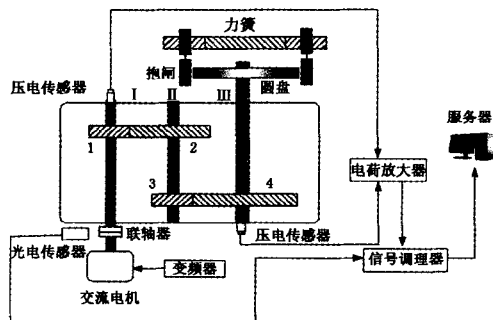 力簧
抱闸
圆盘
压电传感器
I
II
III
服务器
1
2
电荷放大器
3
4
联轴器
压电传感器
光电传感器
变频器
信号调理器
交流电机